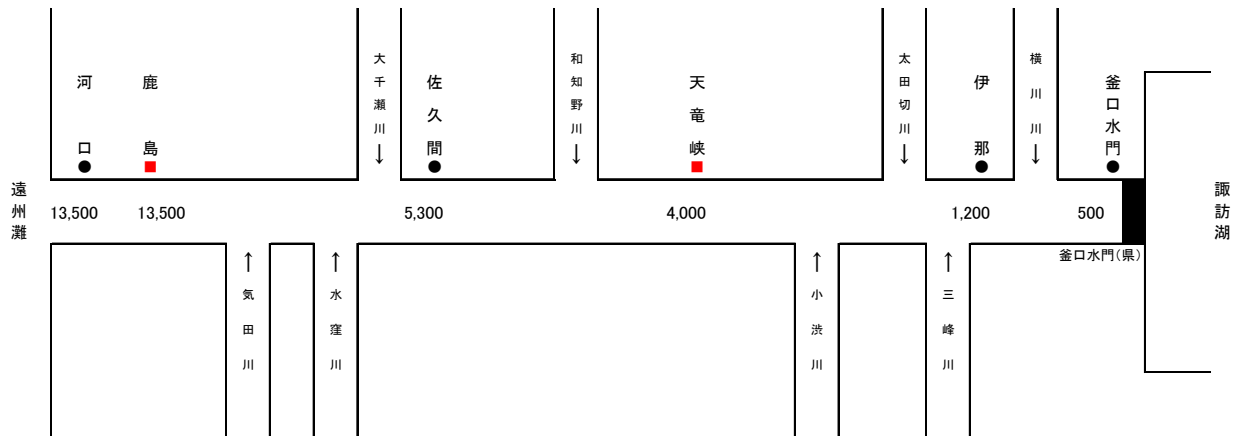 河口
鹿島
大千瀬川
佐久間
和知野川
天竜峡
太田切川
伊那
横川川
釜口水門
遠州灘
13,500
13,500
5,300
4,000
1,200
500
諏訪湖
釜口水門(県)
気田川
水窪川
小渋川
三峰川